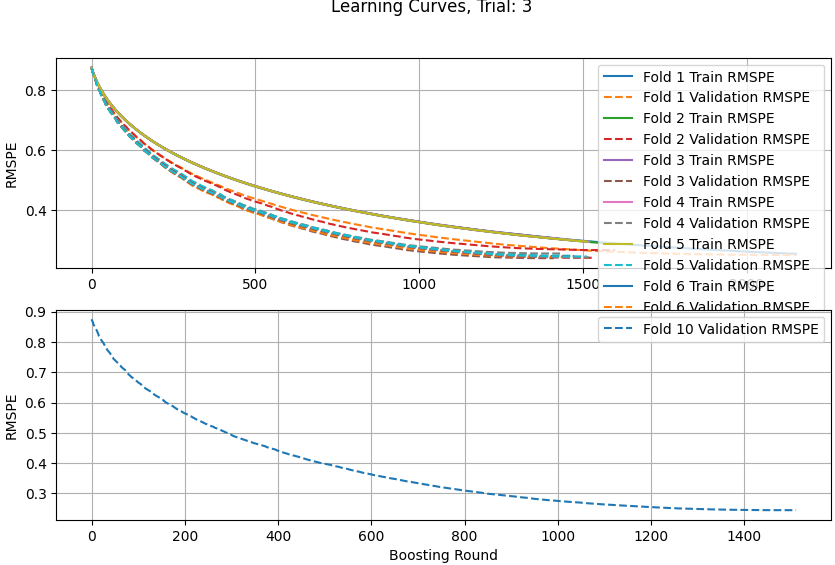 Learning Curves, Trial: 3
RMSPE
0.8
0.6
0.4
0
500
1000
1500
Fold 1 Train RMSPE
Fold 1 Validation RMSPE
Fold 2 Train RMSPE
Fold 2 Validation RMSPE
Fold 3 Train RMSPE
Fold 3 Validation RMSPE
Fold 4 Train RMSPE
Fold 4 Validation RMSPE
Fold 5 Train RMSPE
Fold 5 Validation RMSPE
Fold 6 Train RMSPE
Fold 6 Validation RMSPE
Fold 10 Validation RMSPE
RMSPE
0.9
0.8
0.7
0.6
0.5
0.4
0.3
0
200
400
600
800
1000
1200
1400
Boosting Round